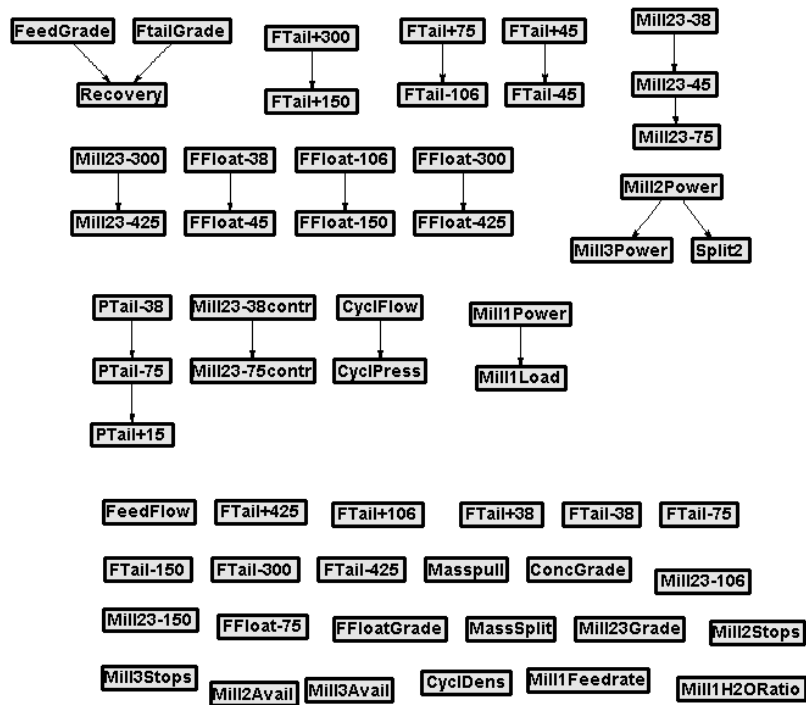 FeedGrade
FtailGrade
FTail+300
FTail+75
FTail+45
Mill23-38
Recovery
FTail+150
FTail-106
FTail-45
Mill23-45
Mill23-75
Mill23-300
FFloat-38
FFloat-106
FFloat-300
Mill2Power
Mill23-425
FFloat-45
FFloat-150
FFloat-425
Mill3Power
Split2
PTail-38
Mill23-38contr
CyclFlow
Mill1Power
PTail-75
Mill23-75contr
CyclPress
Mill1Load
PTail+15
FeedFlow
FTail+425
FTail+106
FTail+38
FTail-38
FTail-75
FTail-150
FTail-300
FTail-425
Masspull
ConcGrade
Mill23-106
Mill23-150
FFloat-75
FFloatGrade
MassSplit
Mill23Grade
Mill2Stops
Mill3Stops
Mill2Avail
Mill3Avail
CyclDens
Mill1Feedrate
Mill1H2ORatio